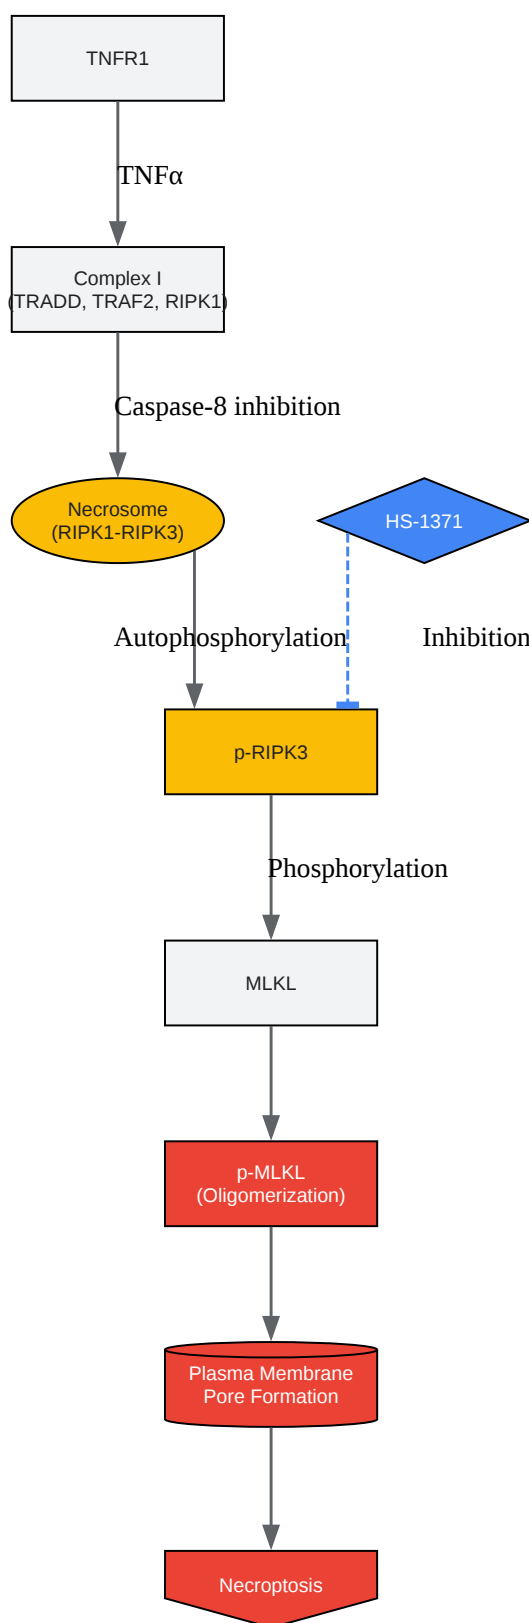 TNFR1
TNFα
Complex I
(TRADD, TRAF2, RIPK1)
Caspase-8 inhibition
Necrosome
(RIPK1-RIPK3)
HS-1371
Autophosphorylation
Inhibition
p-RIPK3
Phosphorylation
MLKL
p-MLKL
(Oligomerization)
Plasma Membrane
Pore Formation
Necroptosis